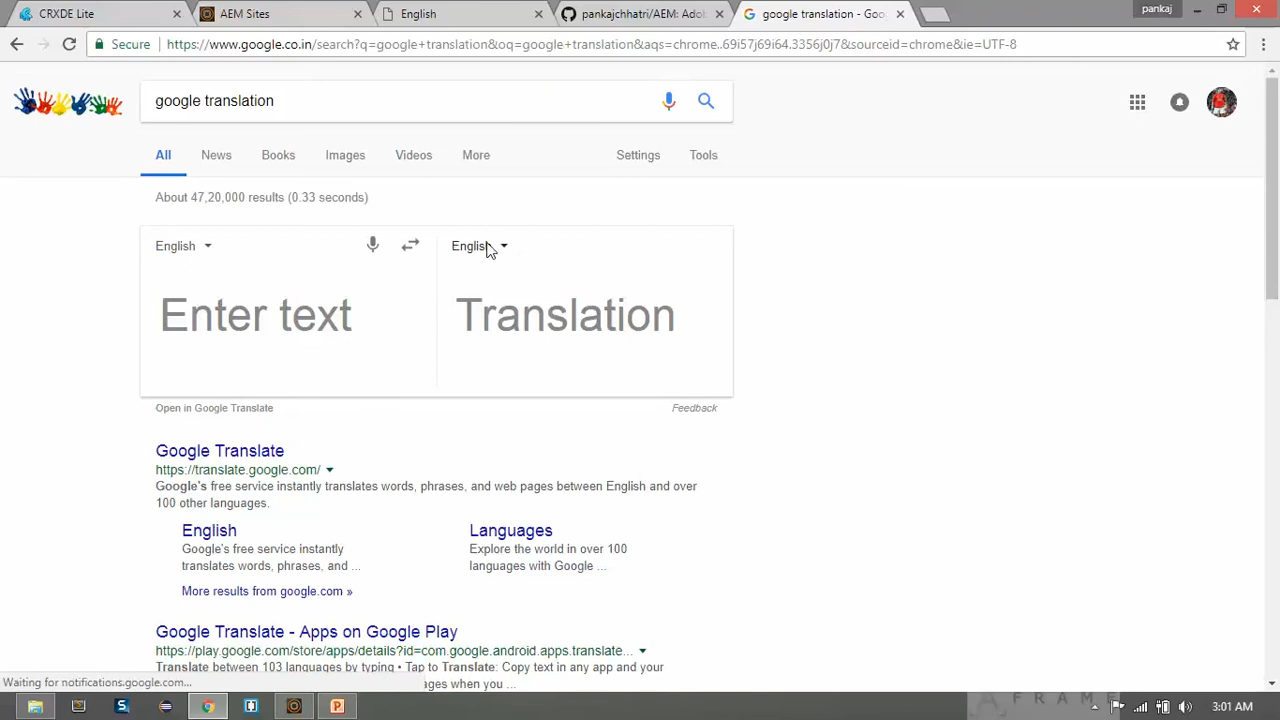 CRXDE Lite
AEM Sites
English
pankajchhatri/AEM: Adob
google translation - Goo
pankaj
Secure
https://www.google.co.in/search?q=google+translation&oq=google+translation&aqs=chrome..69i57j69i64.3356j0j7&sourceid=chrome&ie=UTF-8
google translation
All
News
Books
Images
Videos
More
Settings
Tools
About 47,20,000 results (0.33 seconds)
English
English
Enter text
Translation
Open in Google Translate
Feedback
Google Translate
https://translate.google.com/
Google's free service instantly translates words, phrases, and web pages between English and over
100 other languages.
English
Languages
Google's free service instantly
Explore the world in over 100
translates words, phrases, and ...
languages with Google ...
More results from google.com »
Google Translate - Apps on Google Play
https://play.google.com/store/apps/details?id=com.google.android.apps.translate...
Translate between 103 languages by typing • Tap to Translate: Copy text in any app and your
ages when you ...
Waiting for notifications.google.com...
A FRAME
3:01 AM